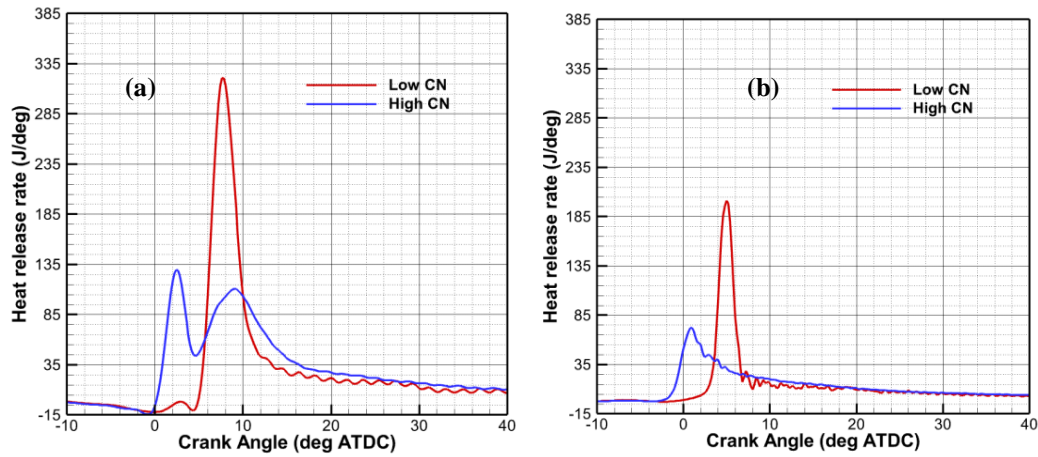 385
335
285
235
185
135
85
35
-15
Heat release rate (J/deg)
(a)
Low CN
High CN
-10 0 10 20 30 40
Crank Angle (deg ATDC)
385
335
285
235
185
135
85
35
-15
Heat release rate (J/deg)
(b)
Low CN
High CN
-10 0 10 20 30 40
Crank Angle (deg ATDC)